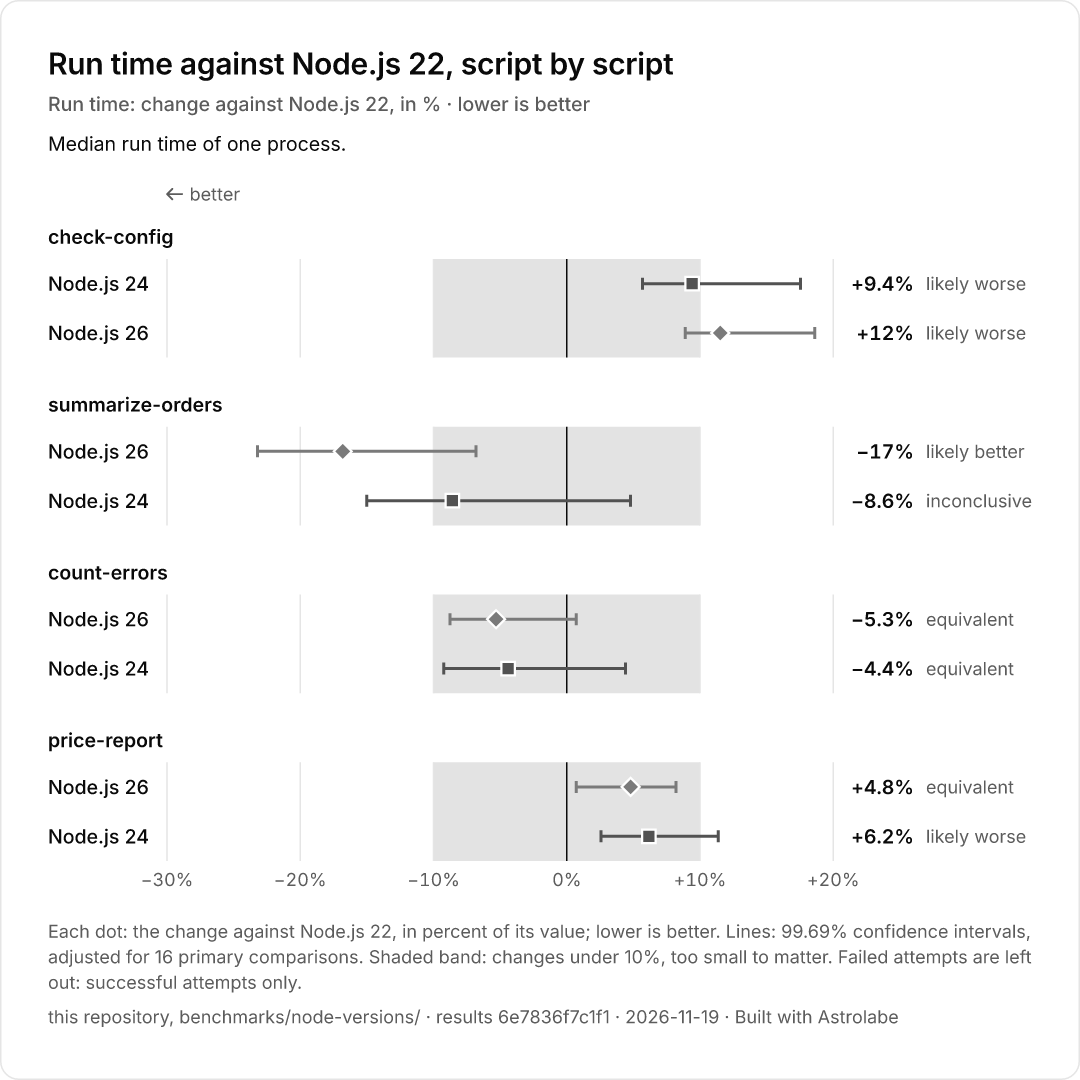 Run time against Node.js 22, script by script
Run time: change against Node.js 22, in % · lower is better
Median run time of one process.
← better
check-config
Node.js 24 +9.4% likely worse
Node.js 26 +12% likely worse
summarize-orders
Node.js 26 −17% likely better
Node.js 24 −8.6% inconclusive
count-errors
Node.js 26 −5.3% equivalent
Node.js 24 −4.4% equivalent
price-report
Node.js 26 +4.8% equivalent
Node.js 24 +6.2% likely worse
−30% −20% −10% 0% +10% +20%
Each dot: the change against Node.js 22, in percent of its value; lower is better. Lines: 99.69% confidence intervals,
adjusted for 16 primary comparisons. Shaded band: changes under 10%, too small to matter. Failed attempts are left
out: successful attempts only.
this repository, benchmarks/node-versions/ · results 6e7836f7c1f1 · 2026-11-19 · Built with Astrolabe